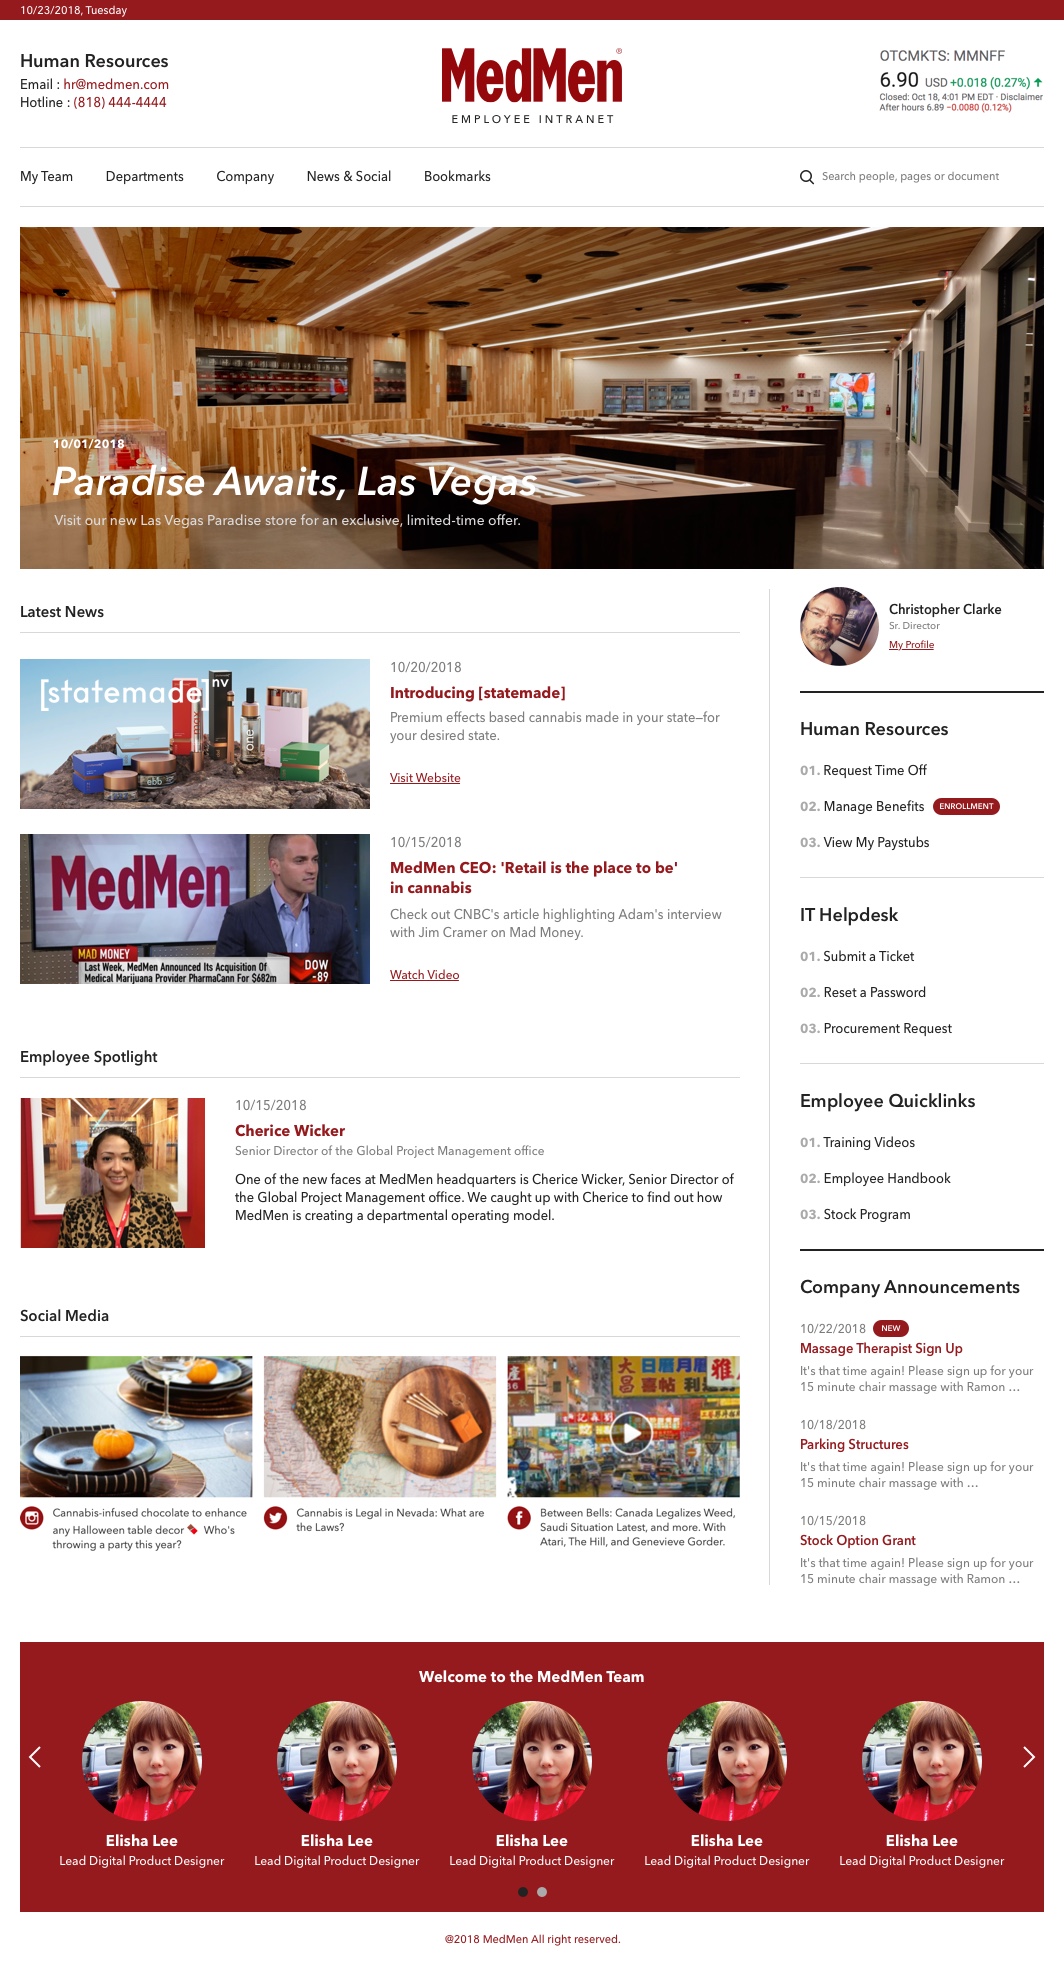 10/23/2018, Tuesday
Human Resources
Email : hr@medmen.com
Hotline : (818) 444-4444
MedMen®
EMPLOYEE INTRANET
OTCMKTS: MMNFF
6.90 USD +0.018 (0.27%) ↑
Closed: Oct 18, 4:01 PM EDT · Disclaimer
After hours 6.89 −0.0080 (0.12%)
My Team
Departments
Company
News & Social
Bookmarks
Search people, pages or document
10/01/2018
Paradise Awaits, Las Vegas
Visit our new Las Vegas Paradise store for an exclusive, limited-time offer.
Latest News
[statemade]nv
max
one
ebb
10/20/2018
Introducing [statemade]
Premium effects based cannabis made in your state—for
your desired state.
Visit Website
MedMen
MAD MONEY
Last Week, MedMen Announced Its Acquisition Of
Medical Marijuana Provider PharmaCann For $682m
DOW
-89
10/15/2018
MedMen CEO: 'Retail is the place to be'
in cannabis
Check out CNBC's article highlighting Adam's interview
with Jim Cramer on Mad Money.
Watch Video
Employee Spotlight
10/15/2018
Cherice Wicker
Senior Director of the Global Project Management office
One of the new faces at MedMen headquarters is Cherice Wicker, Senior Director of
the Global Project Management office. We caught up with Cherice to find out how
MedMen is creating a departmental operating model.
Social Media
Cannabis-infused chocolate to enhance
any Halloween table decor 🍫 Who's
throwing a party this year?
Cannabis is Legal in Nevada: What are
the Laws?
大日曆月曆
雅
皇囍帖利
Between Bells: Canada Legalizes Weed,
Saudi Situation Latest, and more. With
Atari, The Hill, and Genevieve Gorder.
Christopher Clarke
Sr. Director
My Profile
Human Resources
01. Request Time Off
02. Manage Benefits ENROLLMENT
03. View My Paystubs
IT Helpdesk
01. Submit a Ticket
02. Reset a Password
03. Procurement Request
Employee Quicklinks
01. Training Videos
02. Employee Handbook
03. Stock Program
Company Announcements
10/22/2018 NEW
Massage Therapist Sign Up
It's that time again! Please sign up for your
15 minute chair massage with Ramon ...
10/18/2018
Parking Structures
It's that time again! Please sign up for your
15 minute chair massage with ...
10/15/2018
Stock Option Grant
It's that time again! Please sign up for your
15 minute chair massage with Ramon ...
Welcome to the MedMen Team
Elisha Lee
Lead Digital Product Designer
Elisha Lee
Lead Digital Product Designer
Elisha Lee
Lead Digital Product Designer
Elisha Lee
Lead Digital Product Designer
Elisha Lee
Lead Digital Product Designer
@2018 MedMen All right reserved.